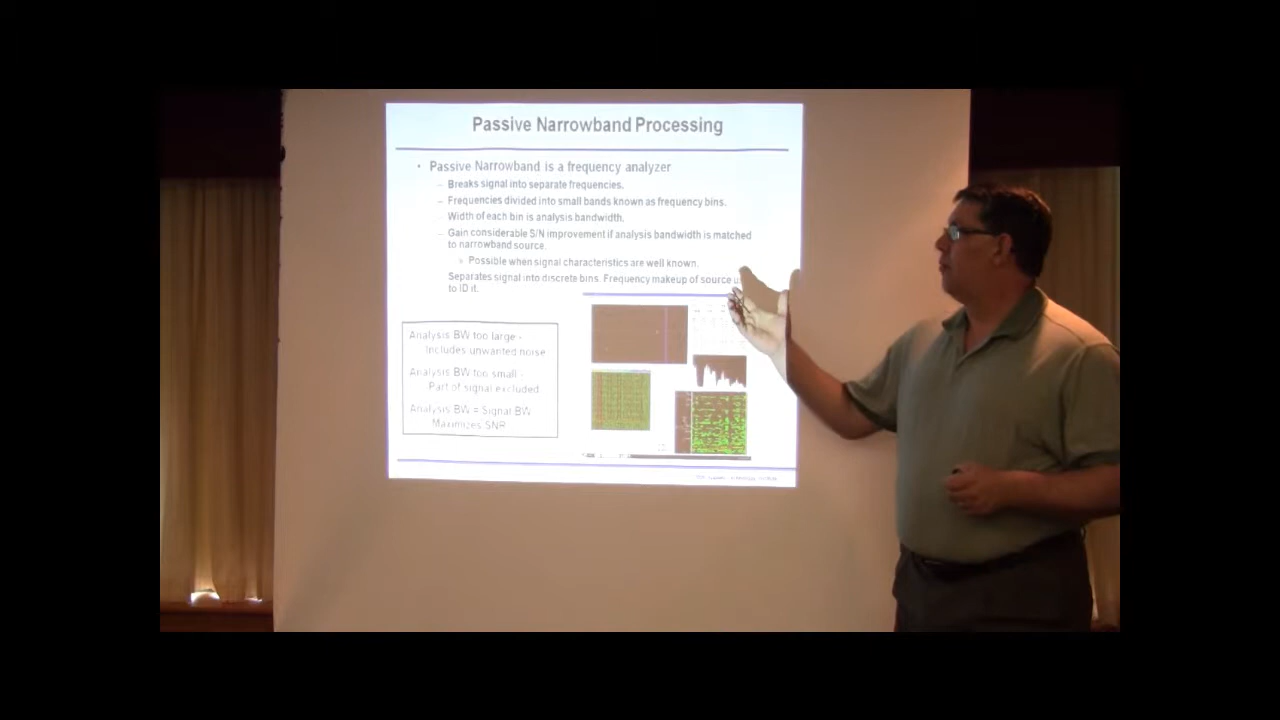 Passive Narrowband Processing
• Passive Narrowband is a frequency analyzer
– Breaks signal into separate frequencies.
– Frequencies divided into small bands known as frequency bins.
– Width of each bin is analysis bandwidth.
– Gain considerable S/N improvement if analysis bandwidth is matched
to narrowband source.
» Possible when signal characteristics are well known.
Separates signal into discrete bins. Frequency makeup of source
to ID it.
Analysis BW too large -
Includes unwanted noise
Analysis BW too small -
Part of signal excluded
Analysis BW = Signal BW
Maximizes SNR